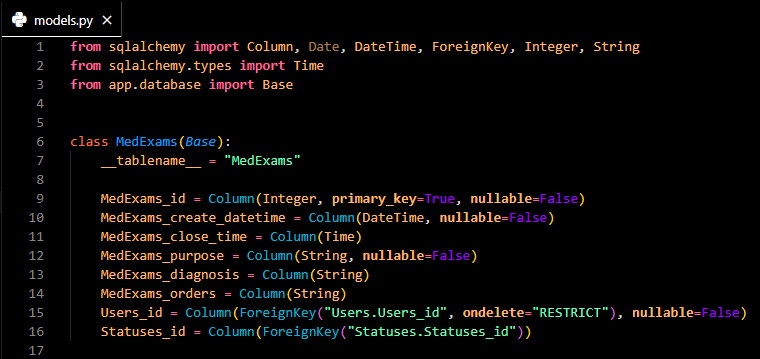 models.py ×
1 from sqlalchemy import Column, Date, DateTime, ForeignKey, Integer, String
2 from sqlalchemy.types import Time
3 from app.database import Base
4
5
6 class MedExams(Base):
7     __tablename__ = "MedExams"
8
9     MedExams_id = Column(Integer, primary_key=True, nullable=False)
10     MedExams_create_datetime = Column(DateTime, nullable=False)
11     MedExams_close_time = Column(Time)
12     MedExams_purpose = Column(String, nullable=False)
13     MedExams_diagnosis = Column(String)
14     MedExams_orders = Column(String)
15     Users_id = Column(ForeignKey("Users.Users_id", ondelete="RESTRICT"), nullable=False)
16     Statuses_id = Column(ForeignKey("Statuses.Statuses_id"))
17